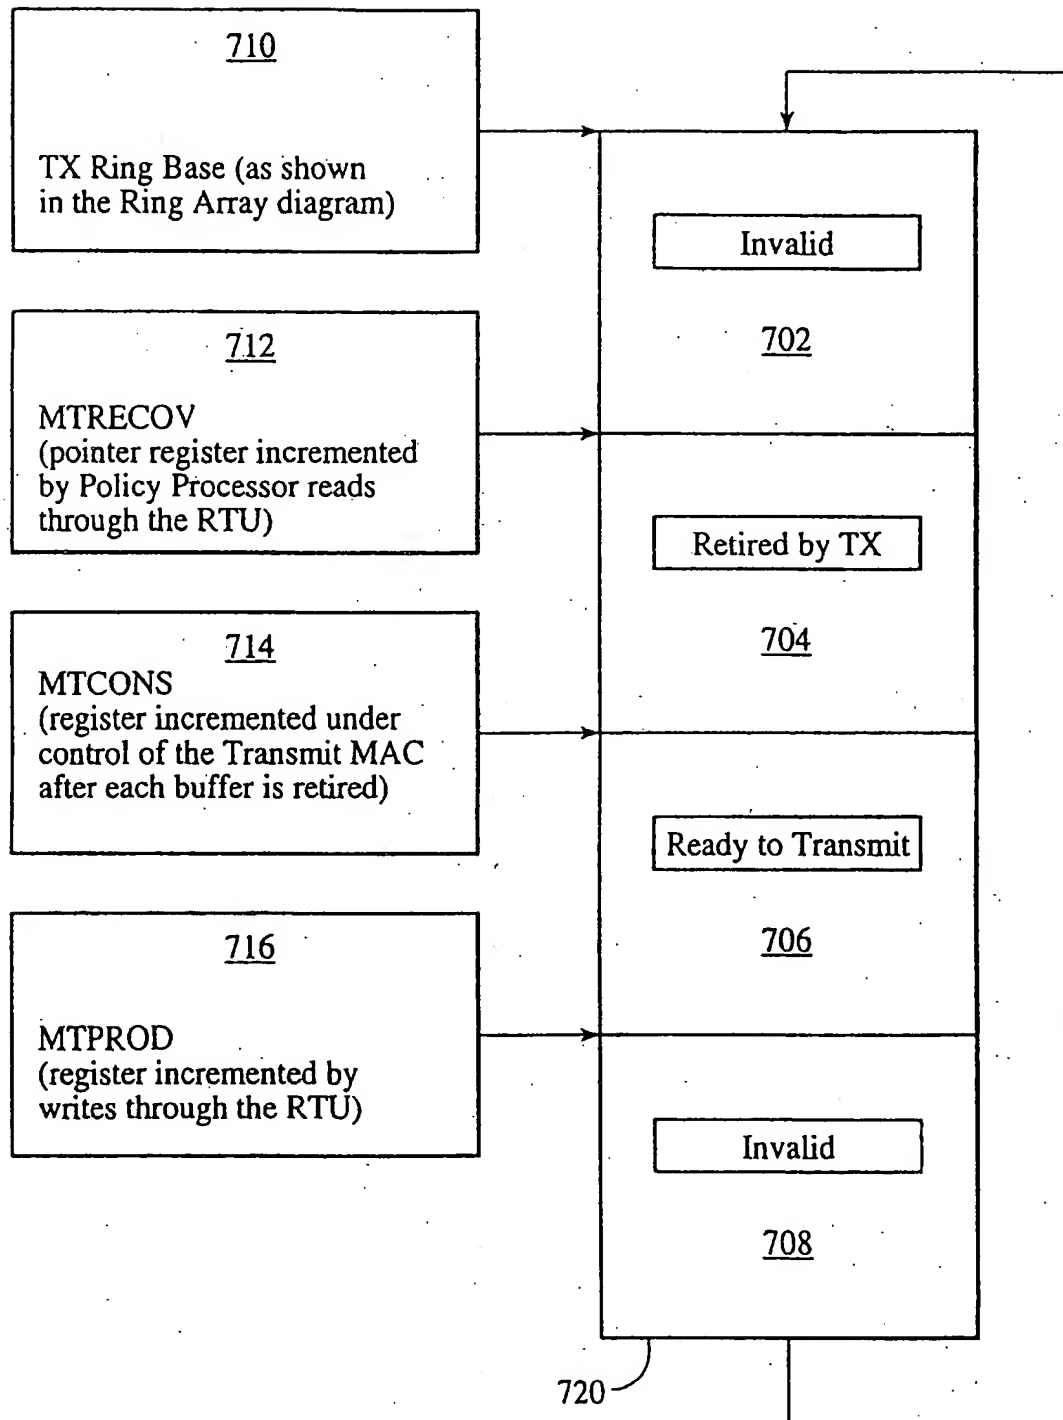 710
TX Ring Base (as shown
in the Ring Array diagram)
712
MTRECOV
(pointer register incremented
by Policy Processor reads
through the RTU)
714
MTCONS
(register incremented under
control of the Transmit MAC
after each buffer is retired)
716
MTPROD
(register incremented by
writes through the RTU)
Invalid
702
Retired by TX
704
Ready to Transmit
706
Invalid
708
720